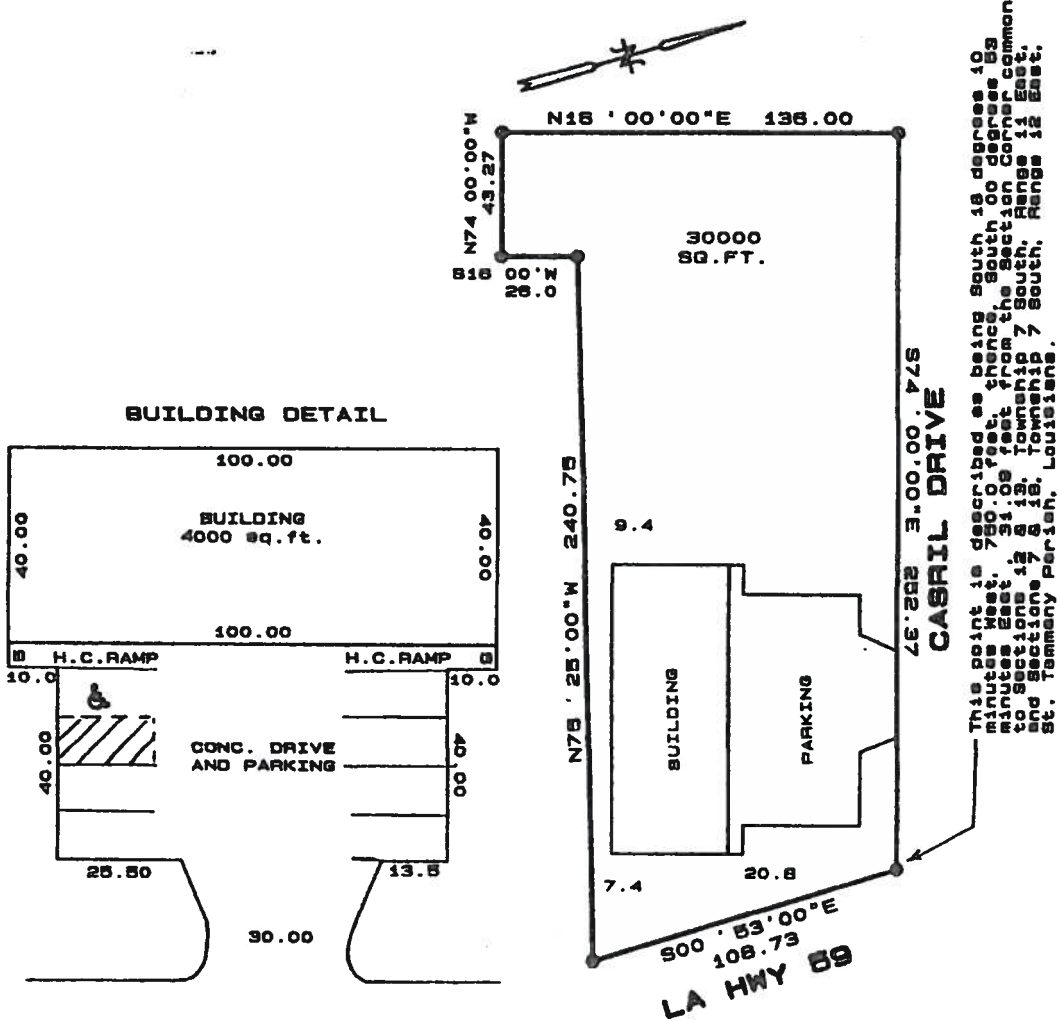 N16 '00'00"E 136.00
N74 00'00"W
43.27
S16 00'W
26.0
30000
SQ.FT.
S74 '00'00"E 252.37
CASRIL DRIVE
N75 '25'00"W 240.75
9.4
BUILDING
PARKING
7.4
20.8
S00 '53'00"E
108.73
LA HWY 59
This point is described as being South 18 degrees 10
minutes West, 750.0 feet, thence, South 00 degrees 53
minutes East, 731.09 feet from the Section Corner common
to Sections 12 & 13, Township 7 South, Range 11 East,
and Sections 7 & 18, Township 7 South, Range 12 East,
St. Tammany Parish, Louisiana.
BUILDING DETAIL
100.00
BUILDING
4000 sq.ft.
40.00
40.00
100.00
H.C.RAMP
H.C.RAMP
10.0
10.0
CONC. DRIVE
AND PARKING
40.00
40.00
25.50
13.5
30.00